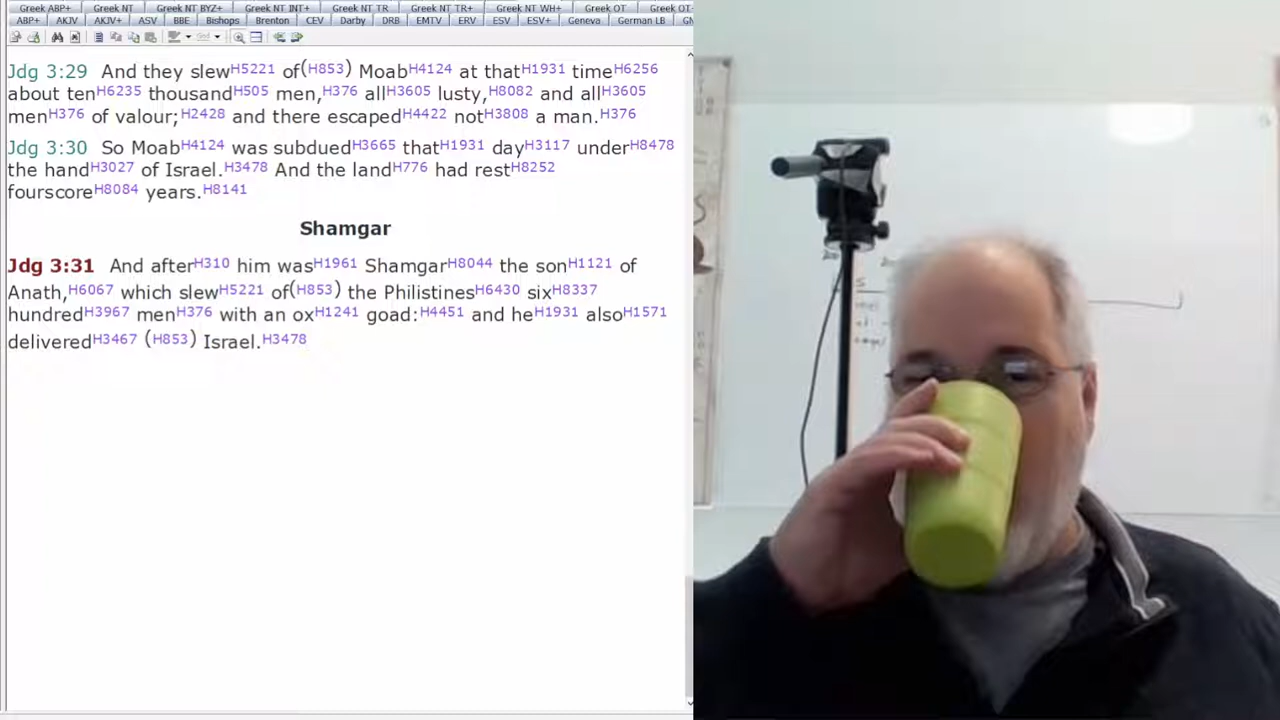 Greek ABP+ Greek NT Greek NT BYZ+ Greek NT INT+ Greek NT TR Greek NT TR+ Greek NT WH+ Greek OT Greek OT-
ABP+ AKJV AKJV+ ASV BBE Bishops Brenton CEV Darby DRB EMTV ERV ESV ESV+ Geneva German LB GN
Jdg 3:29 And they slewH5221 of(H853) MoabH4124 at thatH1931 timeH6256
about tenH6235 thousandH505 men,H376 allH3605 lusty,H8082 and allH3605
menH376 of valour;H2428 and there escapedH4422 notH3808 a man.H376
Jdg 3:30 So MoabH4124 was subduedH3665 thatH1931 dayH3117 underH8478
the handH3027 of Israel.H3478 And the landH776 had restH8252
fourscoreH8084 years.H8141
Shamgar
Jdg 3:31 And afterH310 him wasH1961 ShamgarH8044 the sonH1121 of
Anath,H6067 which slewH5221 of(H853) the PhilistinesH6430 sixH8337
hundredH3967 menH376 with an oxH1241 goad:H4451 and heH1931 alsoH1571
deliveredH3467 (H853) Israel.H3478